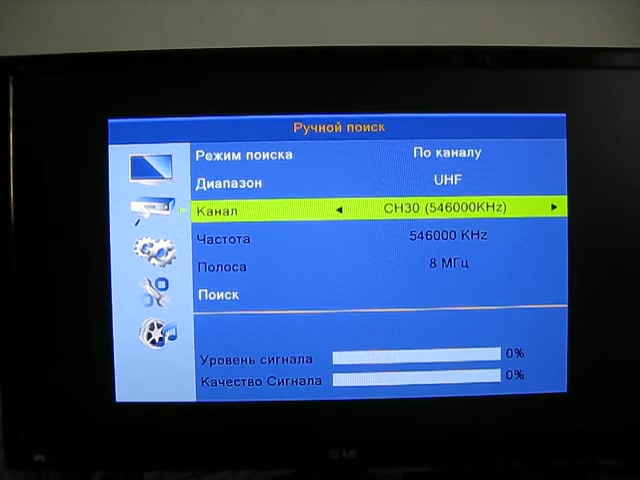 Ручной поиск
Режим поиска По каналу
Диапазон UHF
Канал CH30 (546000KHz)
Частота 546000 KHz
Полоса 8 МГц
Поиск
Уровень сигнала 0%
Качество Сигнала 0%
LG